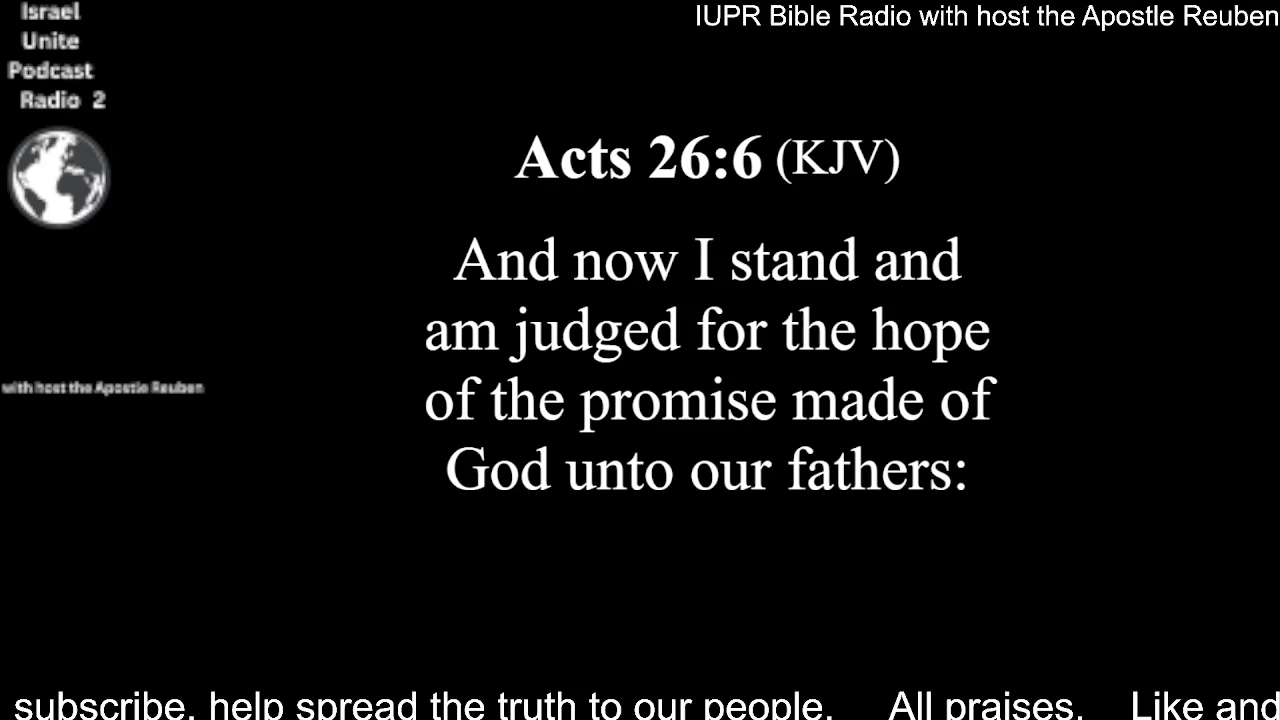 Israel
Unite
Podcast
Radio 2
IUPR Bible Radio with host the Apostle Reuben
Acts 26:6 (KJV)
And now I stand and
am judged for the hope
of the promise made of
God unto our fathers:
with host the Apostle Reuben
subscribe, help spread the truth to our people. All praises. Like and